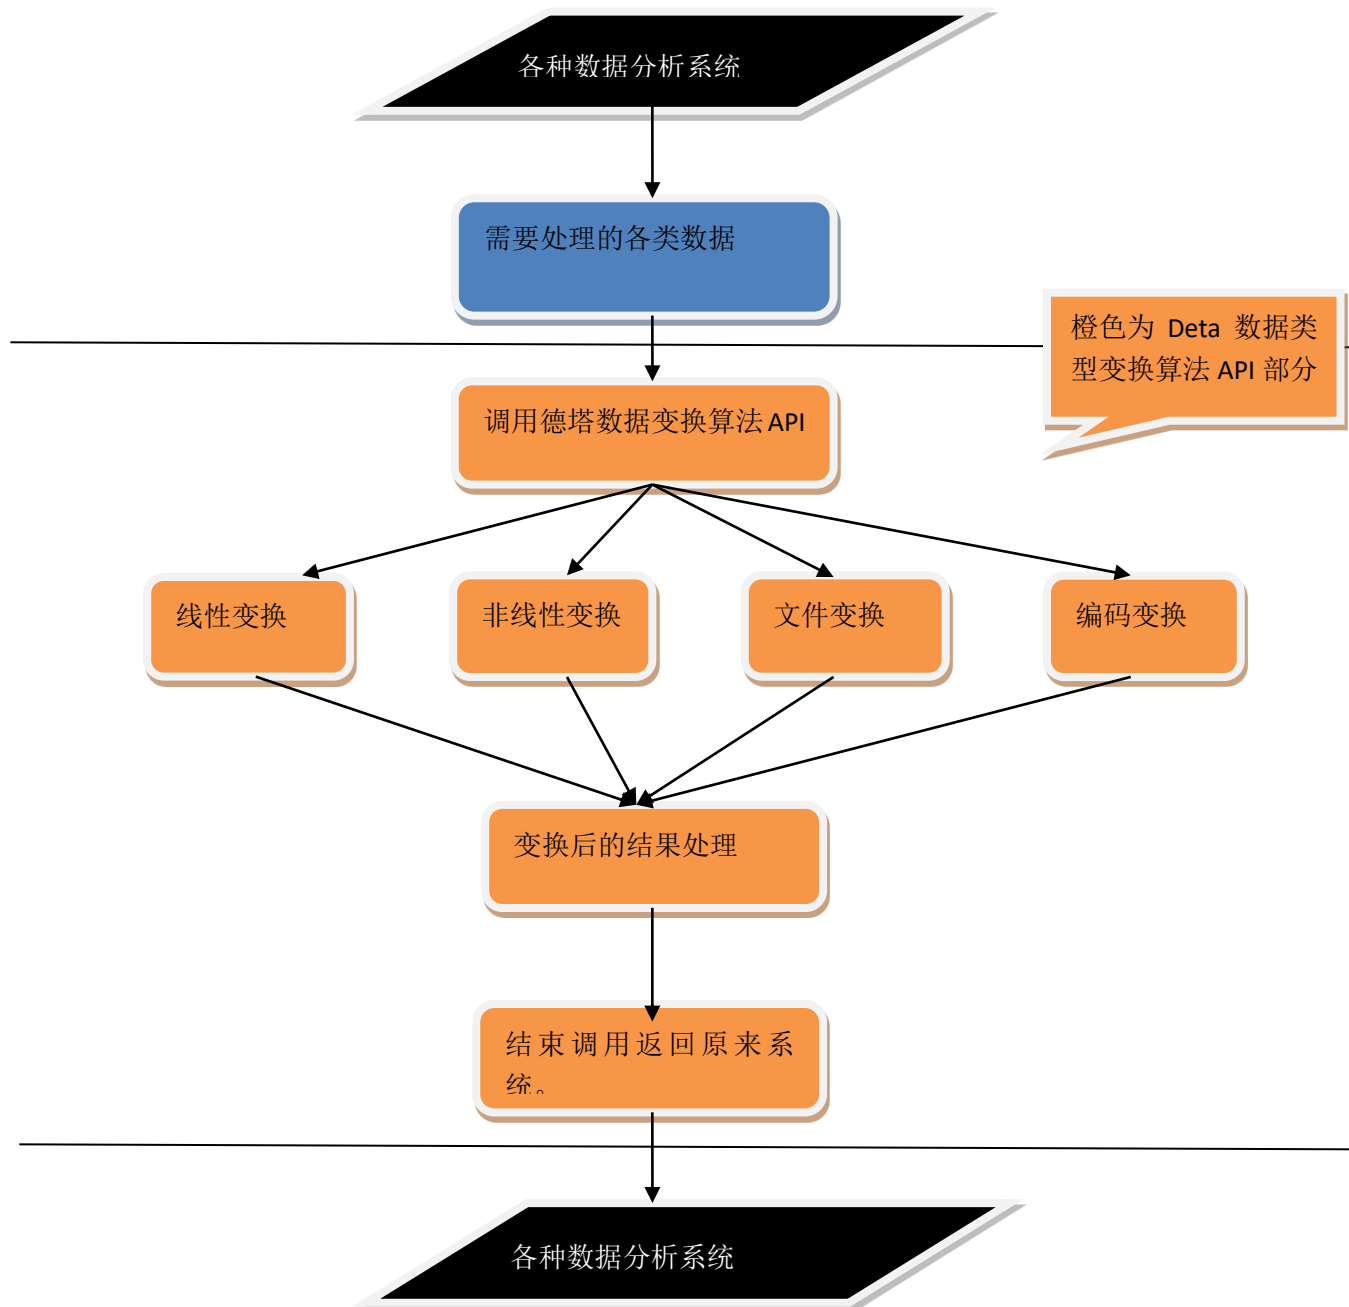 各种数据分析系统
需要处理的各类数据
橙色为 Deta 数据类
型变换算法 API 部分
调用德塔数据变换算法 API
线性变换
非线性变换
文件变换
编码变换
变换后的结果处理
结束调用返回原来系
统。
各种数据分析系统